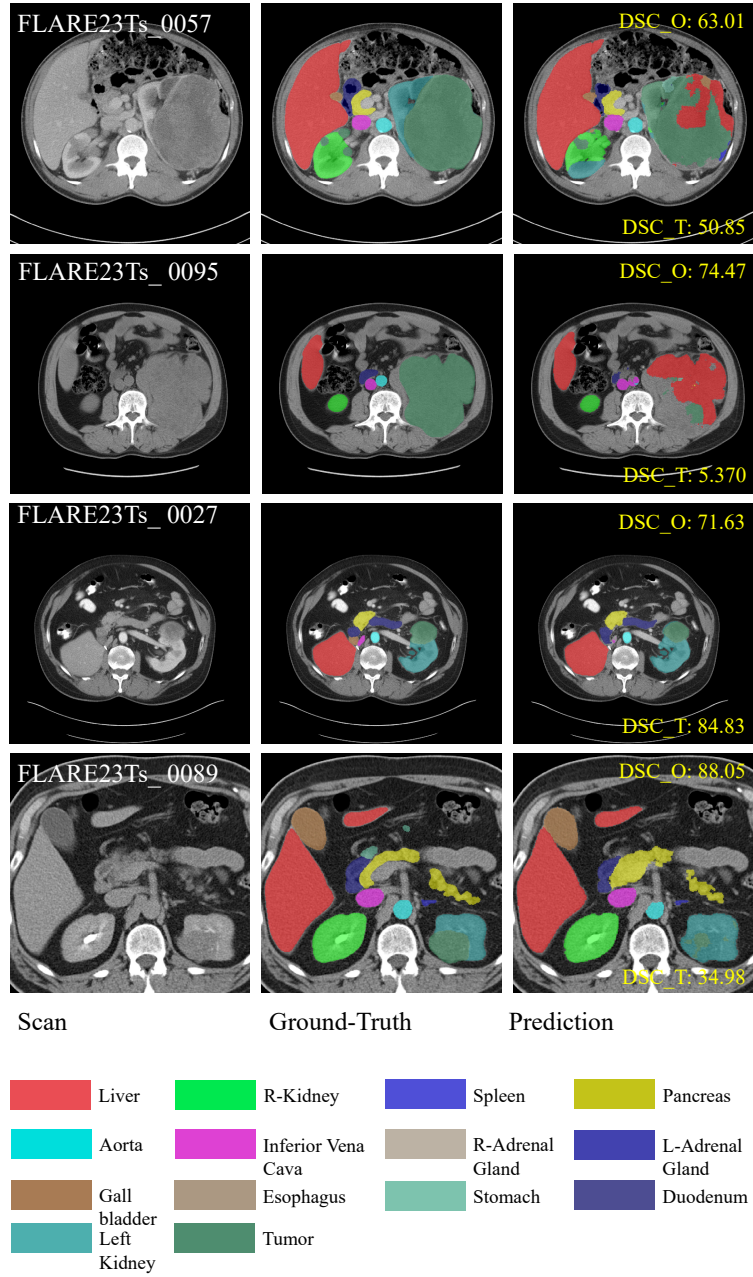 FLARE23Ts_0057
DSC_O: 63.01
DSC_T: 50.85
FLARE23Ts_ 0095
DSC_O: 74.47
DSC_T: 5.370
FLARE23Ts_ 0027
DSC_O: 71.63
DSC_T: 84.83
FLARE23Ts_ 0089
DSC_O: 88.05
DSC_T: 34.98
Scan Ground-Truth Prediction
Liver R-Kidney Spleen Pancreas
Aorta Inferior Vena R-Adrenal L-Adrenal
Cava Gland Gland
Gall Esophagus Stomach Duodenum
bladder
Left Tumor
Kidney